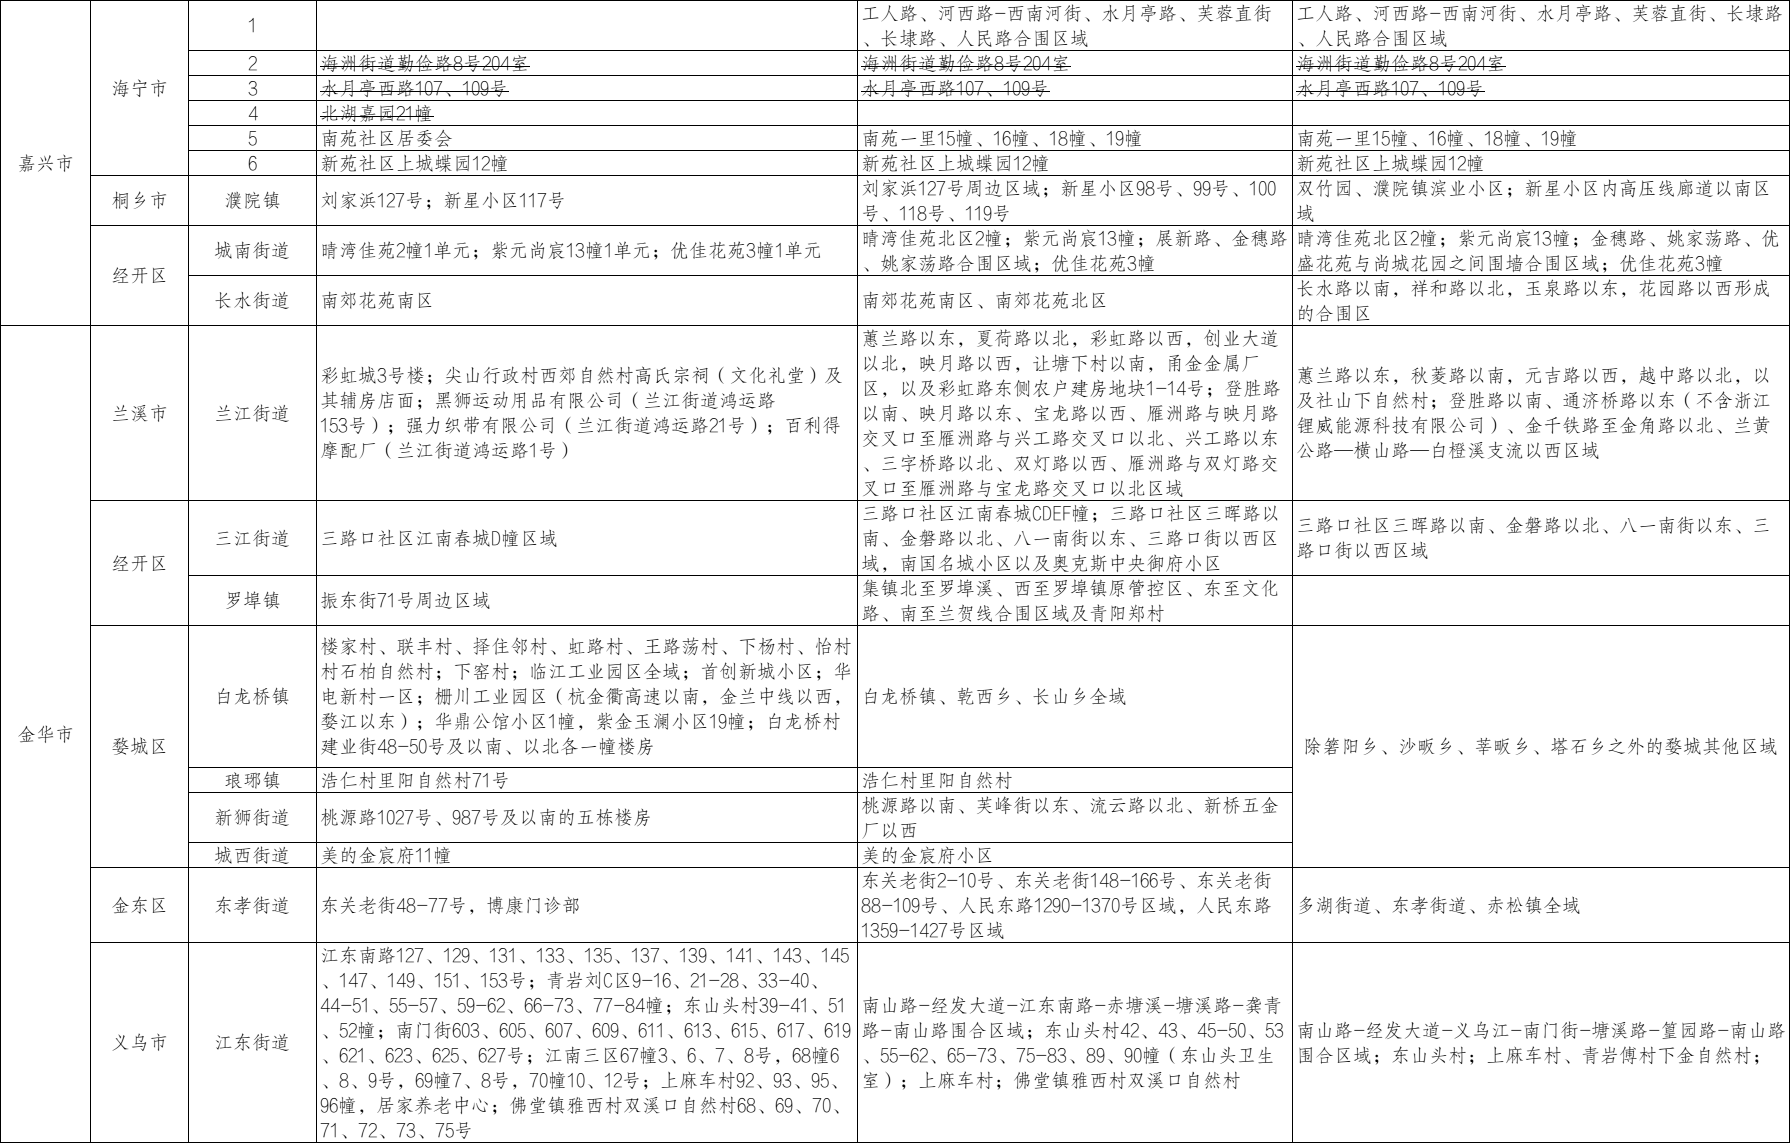 嘉兴市
海宁市
1
工人路、河西路-西南河街、水月亭路、芙蓉直街
、长埭路、人民路合围区域
工人路、河西路-西南河街、水月亭路、芙蓉直街、长埭路
、人民路合围区域
2
海洲街道勤俭路8号204室
海洲街道勤俭路8号204室
海洲街道勤俭路8号204室
3
水月亭西路107、109号
水月亭西路107、109号
水月亭西路107、109号
4
北湖嘉园21幢
5
南苑社区居委会
南苑一里15幢、16幢、18幢、19幢
南苑一里15幢、16幢、18幢、19幢
6
新苑社区上城蝶园12幢
新苑社区上城蝶园12幢
新苑社区上城蝶园12幢
桐乡市
濮院镇
刘家浜127号；新星小区117号
刘家浜127号周边区域；新星小区98号、99号、100
号、118号、119号
双竹园、濮院镇滨业小区；新星小区内高压线廊道以南区
域
经开区
城南街道
晴湾佳苑2幢1单元；紫元尚宸13幢1单元；优佳花苑3幢1单元
晴湾佳苑北区2幢；紫元尚宸13幢；展新路、金穗路
、姚家荡路合围区域；优佳花苑3幢
晴湾佳苑北区2幢；紫元尚宸13幢；金穗路、姚家荡路、优
盛花苑与尚城花园之间围墙合围区域；优佳花苑3幢
长水街道
南郊花苑南区
南郊花苑南区、南郊花苑北区
长水路以南，祥和路以北，玉泉路以东，花园路以西形成
的合围区
金华市
兰溪市
兰江街道
彩虹城3号楼；尖山行政村西郊自然村高氏宗祠（文化礼堂）及
其辅房店面；黑狮运动用品有限公司（兰江街道鸿运路
153号）；强力织带有限公司（兰江街道鸿运路21号）；百利得
摩配厂（兰江街道鸿运路1号）
蕙兰路以东，夏荷路以北，彩虹路以西，创业大道
以北，映月路以西，让塘下村以南，甬金金属厂
区，以及彩虹路东侧农户建房地块1-14号；登胜路
以南、映月路以东、宝龙路以西、雁洲路与映月路
交叉口至雁洲路与兴工路交叉口以北、兴工路以东
、三字桥路以北、双灯路以西、雁洲路与双灯路交
叉口至雁洲路与宝龙路交叉口以北区域
蕙兰路以东，秋菱路以南，元吉路以西，越中路以北，以
及社山下自然村；登胜路以南、通济桥路以东（不含浙江
锂威能源科技有限公司）、金千铁路至金角路以北、兰黄
公路—横山路—白橙溪支流以西区域
经开区
三江街道
三路口社区江南春城D幢区域
三路口社区江南春城CDEF幢；三路口社区三晖路以
南、金磐路以北、八一南街以东、三路口街以西区
域，南国名城小区以及奥克斯中央御府小区
三路口社区三晖路以南、金磐路以北、八一南街以东、三
路口街以西区域
罗埠镇
振东街71号周边区域
集镇北至罗埠溪、西至罗埠镇原管控区、东至文化
路、南至兰贺线合围区域及青阳郑村
婺城区
白龙桥镇
楼家村、联丰村、择住邻村、虹路村、王路荡村、下杨村、怡村
村石柏自然村；下窑村；临江工业园区全域；首创新城小区；华
电新村一区；栅川工业园区（杭金衢高速以南，金兰中线以西，
婺江以东）；华鼎公馆小区1幢，紫金玉澜小区19幢；白龙桥村
建业街48-50号及以南、以北各一幢楼房
白龙桥镇、乾西乡、长山乡全域
除箬阳乡、沙畈乡、莘畈乡、塔石乡之外的婺城其他区域
琅琊镇
浩仁村里阳自然村71号
浩仁村里阳自然村
新狮街道
桃源路1027号、987号及以南的五栋楼房
桃源路以南、芙峰街以东、流云路以北、新桥五金
厂以西
城西街道
美的金宸府11幢
美的金宸府小区
金东区
东孝街道
东关老街48-77号，博康门诊部
东关老街2-10号、东关老街148-166号、东关老街
88-109号、人民东路1290-1370号区域，人民东路
1359-1427号区域
多湖街道、东孝街道、赤松镇全域
义乌市
江东街道
江东南路127、129、131、133、135、137、139、141、143、145
、147、149、151、153号；青岩刘C区9-16、21-28、33-40、
44-51、55-57、59-62、66-73、77-84幢；东山头村39-41、51
、52幢；南门街603、605、607、609、611、613、615、617、619
、621、623、625、627号；江南三区67幢3、6、7、8号，68幢6
、8、9号，69幢7、8号，70幢10、12号；上麻车村92、93、95、
96幢，居家养老中心；佛堂镇雅西村双溪口自然村68、69、70、
71、72、73、75号
南山路-经发大道-江东南路-赤塘溪-塘溪路-龚青
路-南山路围合区域；东山头村42、43、45-50、53
、55-62、65-73、75-83、89、90幢（东山头卫生
室）；上麻车村；佛堂镇雅西村双溪口自然村
南山路-经发大道-义乌江-南门街-塘溪路-篁园路-南山路
围合区域；东山头村；上麻车村、青岩傅村下金自然村；